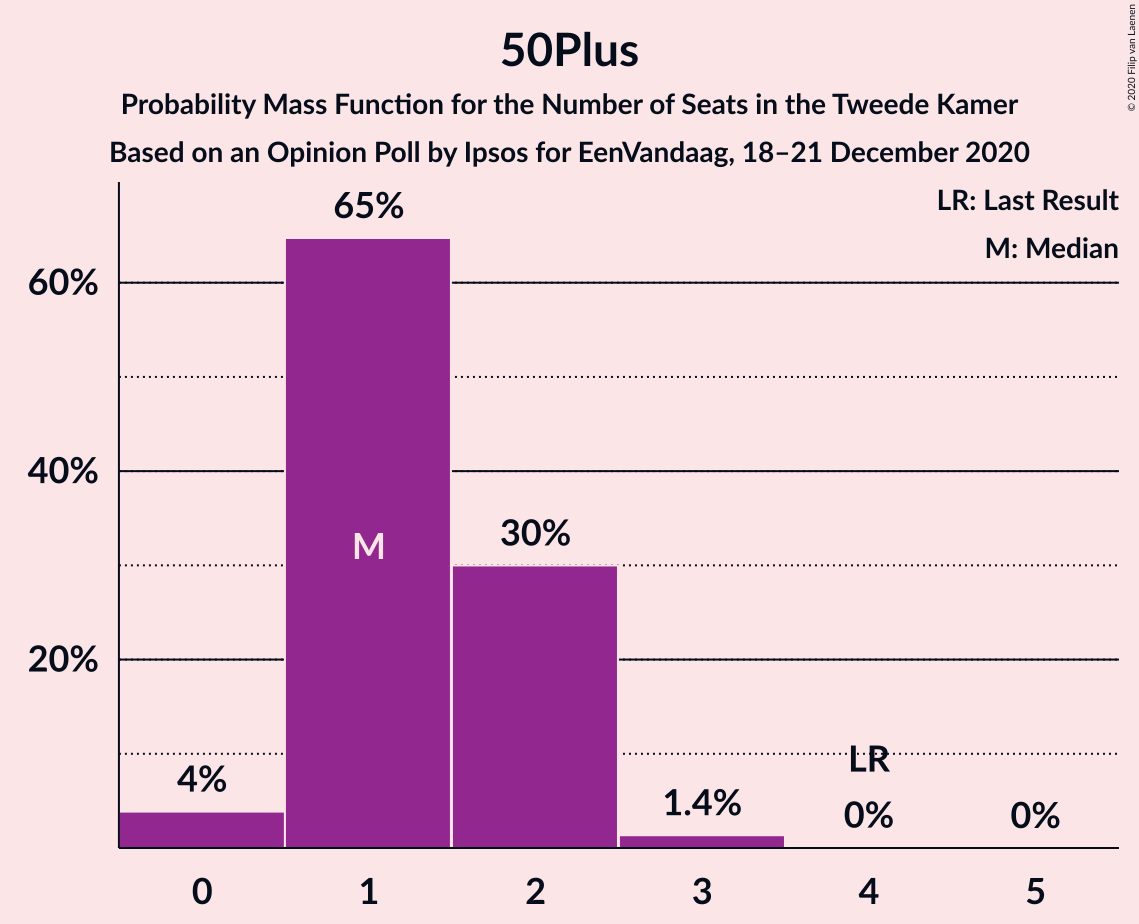 50Plus
Probability Mass Function for the Number of Seats in the Tweede Kamer
Based on an Opinion Poll by Ipsos for EenVandaag, 18–21 December 2020
© 2020 Filip van Laenen
LR: Last Result
M: Median
65%
60%
40%
30%
M
20%
LR
4%
1.4%
0%
0%
0 1 2 3 4 5